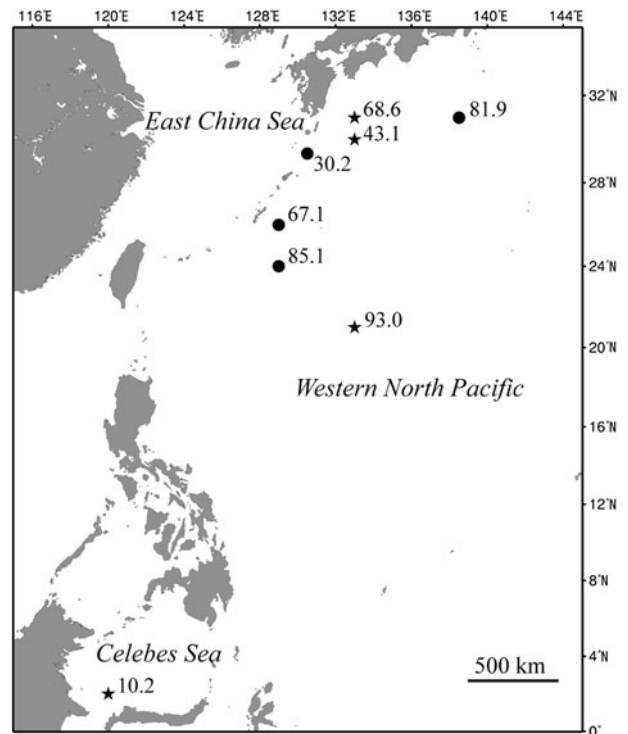 116°E 120°E 124°E 128°E 132°E 136°E 140°E 144°E
32°N
68.6
81.9
East China Sea
43.1
30.2
28°N
67.1
24°N
85.1
93.0
20°N
Western North Pacific
16°N
12°N
8°N
Celebes Sea
4°N
500 km
10.2
0°